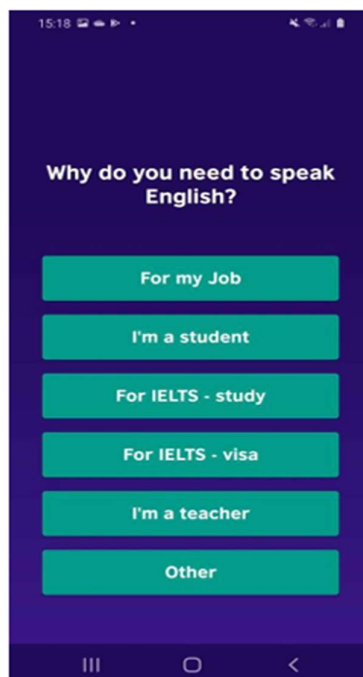 15:18
Why do you need to speak
English?
For my Job
I'm a student
For IELTS - study
For IELTS - visa
I'm a teacher
Other